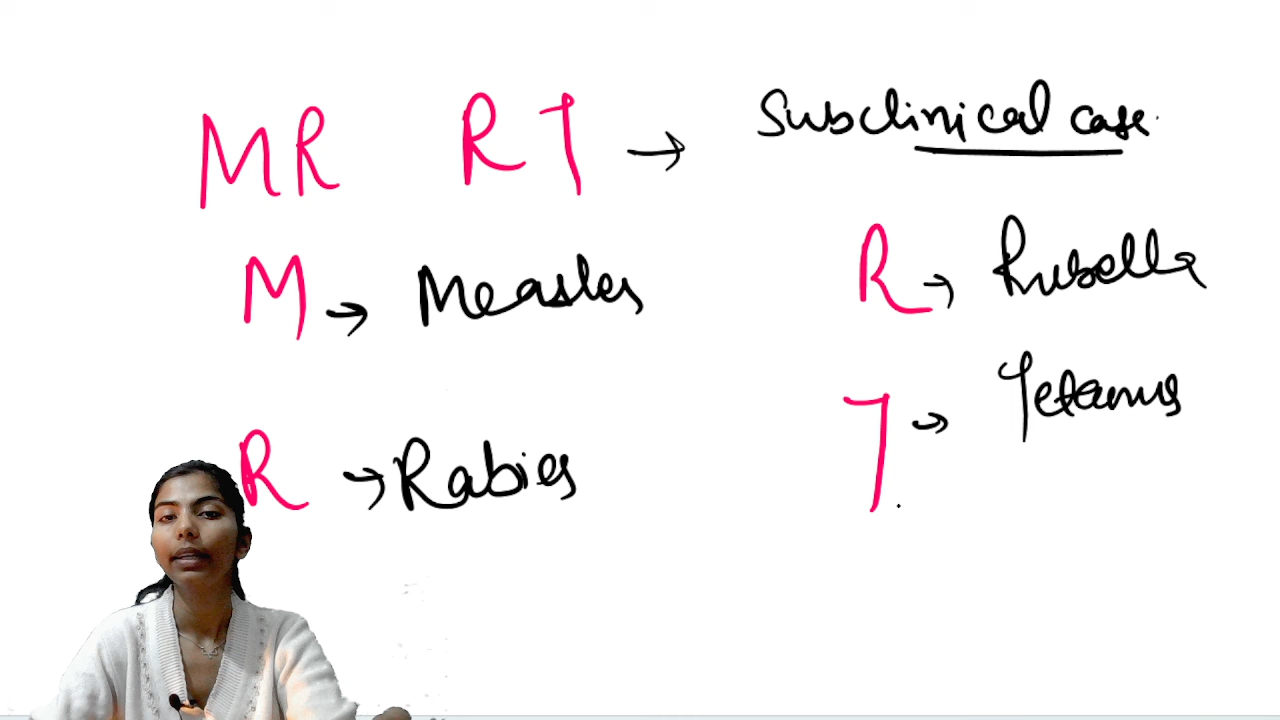 MR RT → Subclinical case
M → Measles
R → Rubella
T → Tetanus
R → Rabies